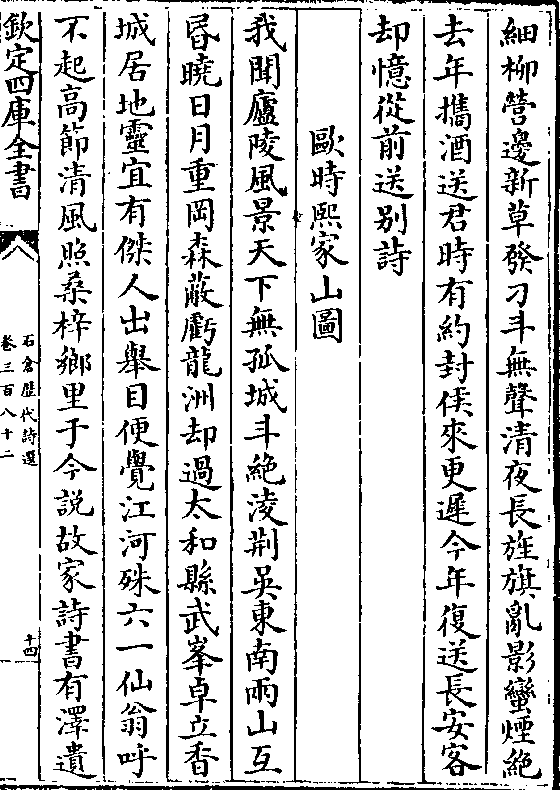 細柳營邊新草發刁斗無聲清夜長旌旗亂影蠻煙絶
去年攜酒送君時有約封侯來更遲今年復送長安客
却憶從前送别詩
歐時熙家山圖
我聞廬陵風景天下無孤城斗絶凌荆吳東南兩山互
昏曉日月重岡森蔽虧龍洲却過太和縣武峯卓立香
城居地靈宜有傑人出舉目便覺江河殊六一仙翁呼
不起高節清風照桑梓鄉里于今説故家詩書有澤遺
欽定四庫全書
石倉歷代詩選
卷三百八十二
十四